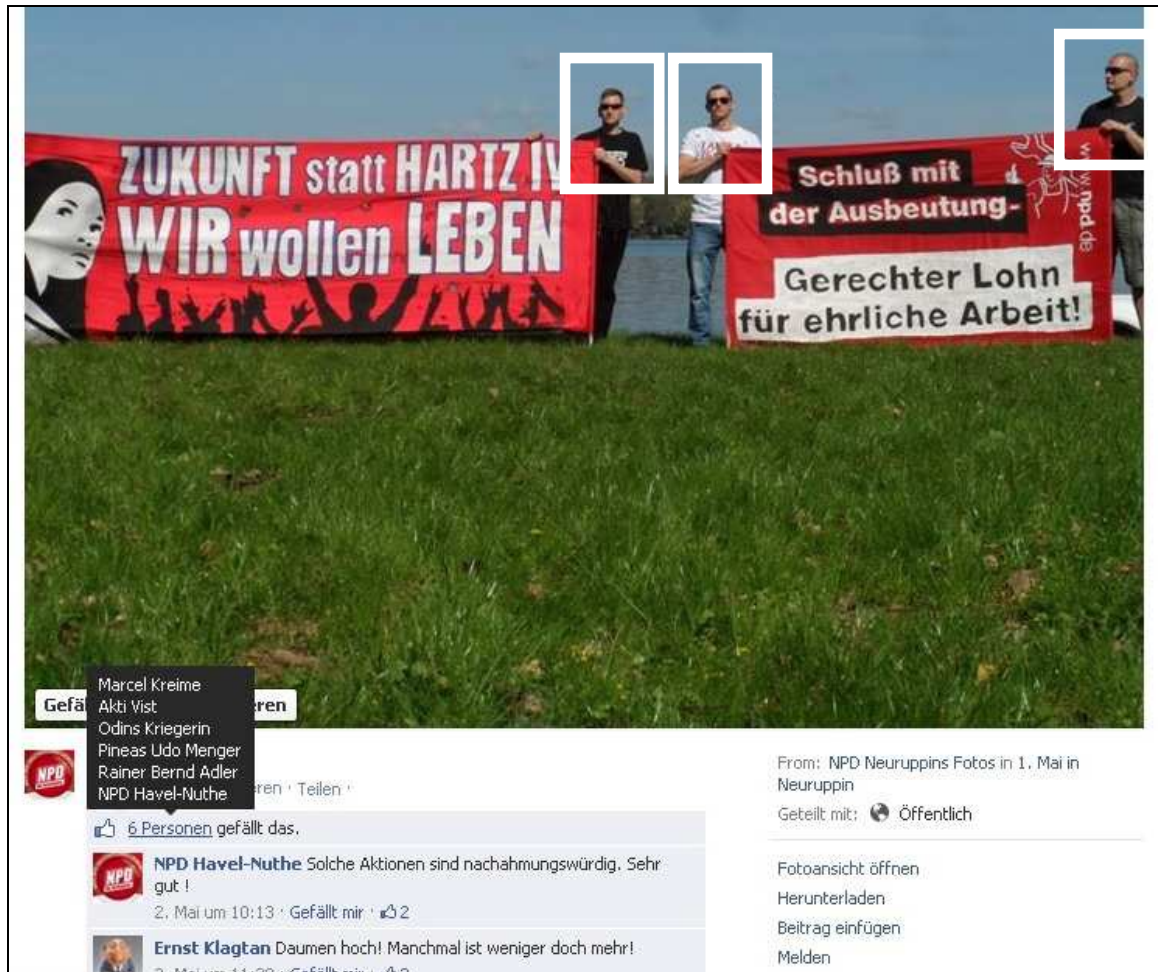 ZUKUNFT statt HARTZ IV
WIR wollen LEBEN
Schluß mit
der Ausbeutung-
Gerechter Lohn
für ehrliche Arbeit!
www.npd.de
Marcel Kreime
Akti Vist
Odins Kriegerin
Pineas Udo Menger
Rainer Bernd Adler
NPD Havel-Nuthe
Teilen ·
6 Personen gefällt das.
NPD
NPD Havel-Nuthe Solche Aktionen sind nachahmungswürdig. Sehr
gut !
2. Mai um 10:13 · Gefällt mir · 2
NPD
Ernst Klagtan Daumen hoch! Manchmal ist weniger doch mehr!
From: NPD Neuruppins Fotos in 1. Mai in
Neuruppin
Geteilt mit: Öffentlich
Fotoansicht öffnen
Herunterladen
Beitrag einfügen
Melden